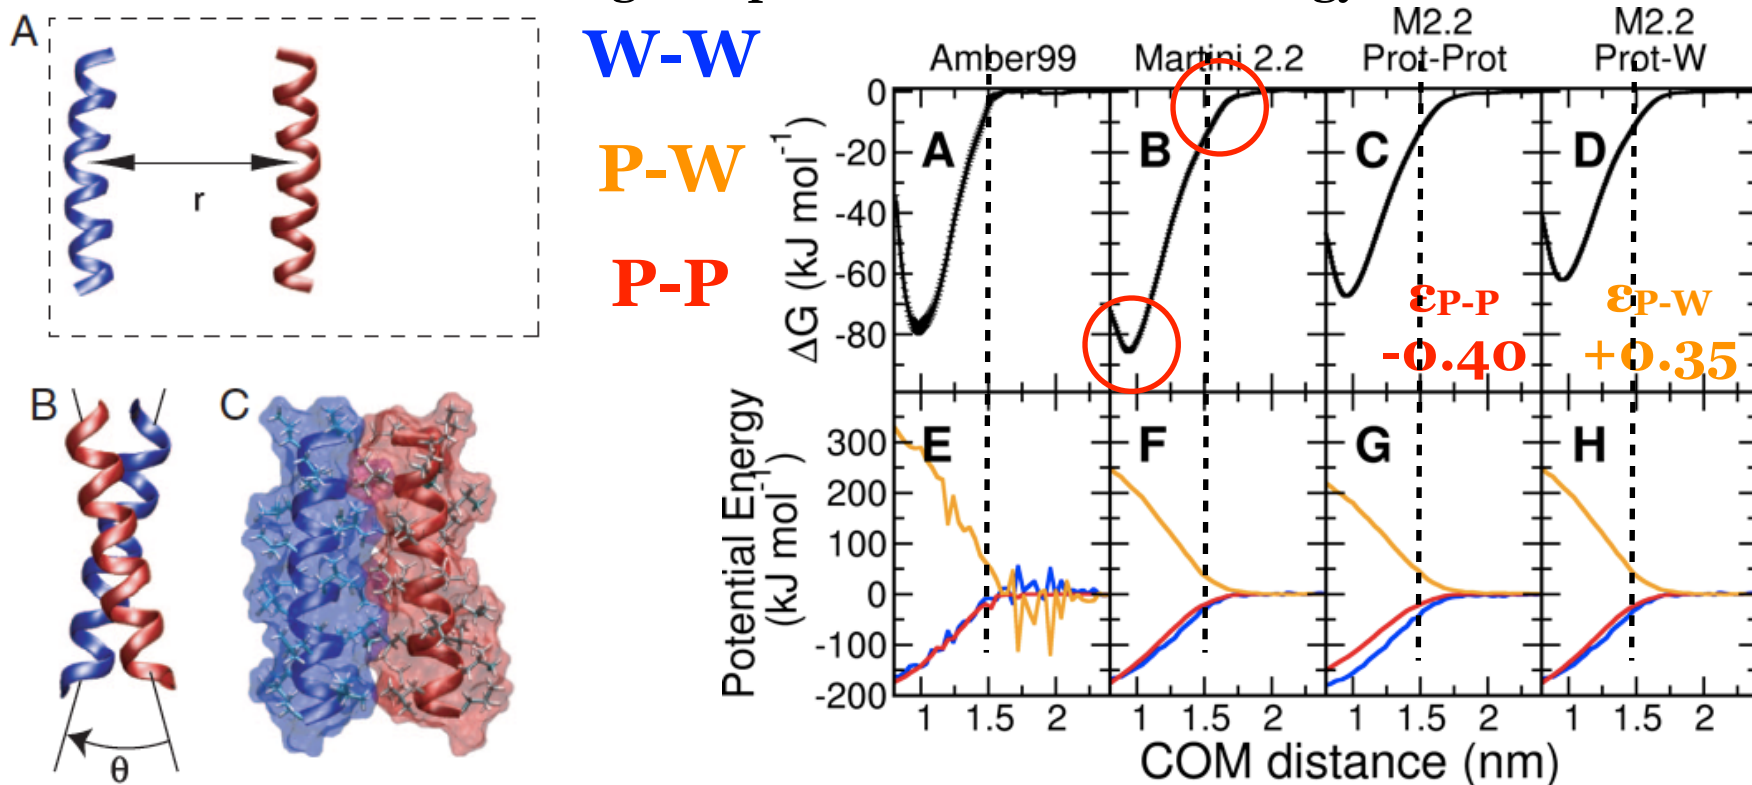 A
r
B
C
θ
W-W
P-W
P-P
Amber99
Martini 2.2
M2.2
Prot-Prot
M2.2
Prot-W
ΔG (kJ mol-1)
0
-20
-40
-60
-80
A
B
C
D
εP-P
-0.40
εP-W
+0.35
Potential Energy
(kJ mol-1)
300
200
100
0
-100
-200
E
F
G
H
1 1.5 2 1 1.5 2 1 1.5 2 1 1.5 2
COM distance (nm)